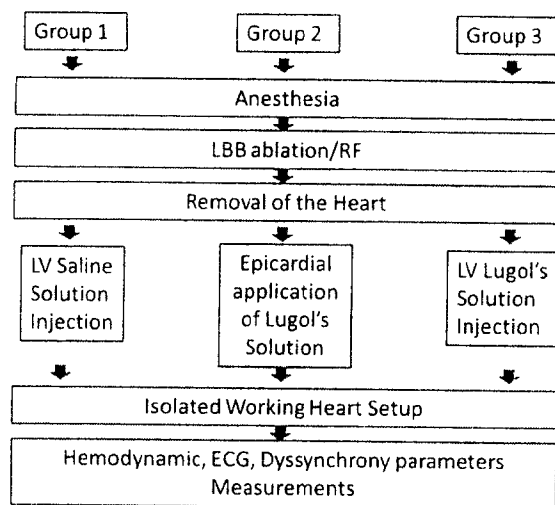 Group 1
Group 2
Group 3
Anesthesia
LBB ablation/RF
Removal of the Heart
LV Saline
Solution
Injection
Epicardial
application
of Lugol's
Solution
LV Lugol's
Solution
Injection
Isolated Working Heart Setup
Hemodynamic, ECG, Dyssynchrony parameters
Measurements